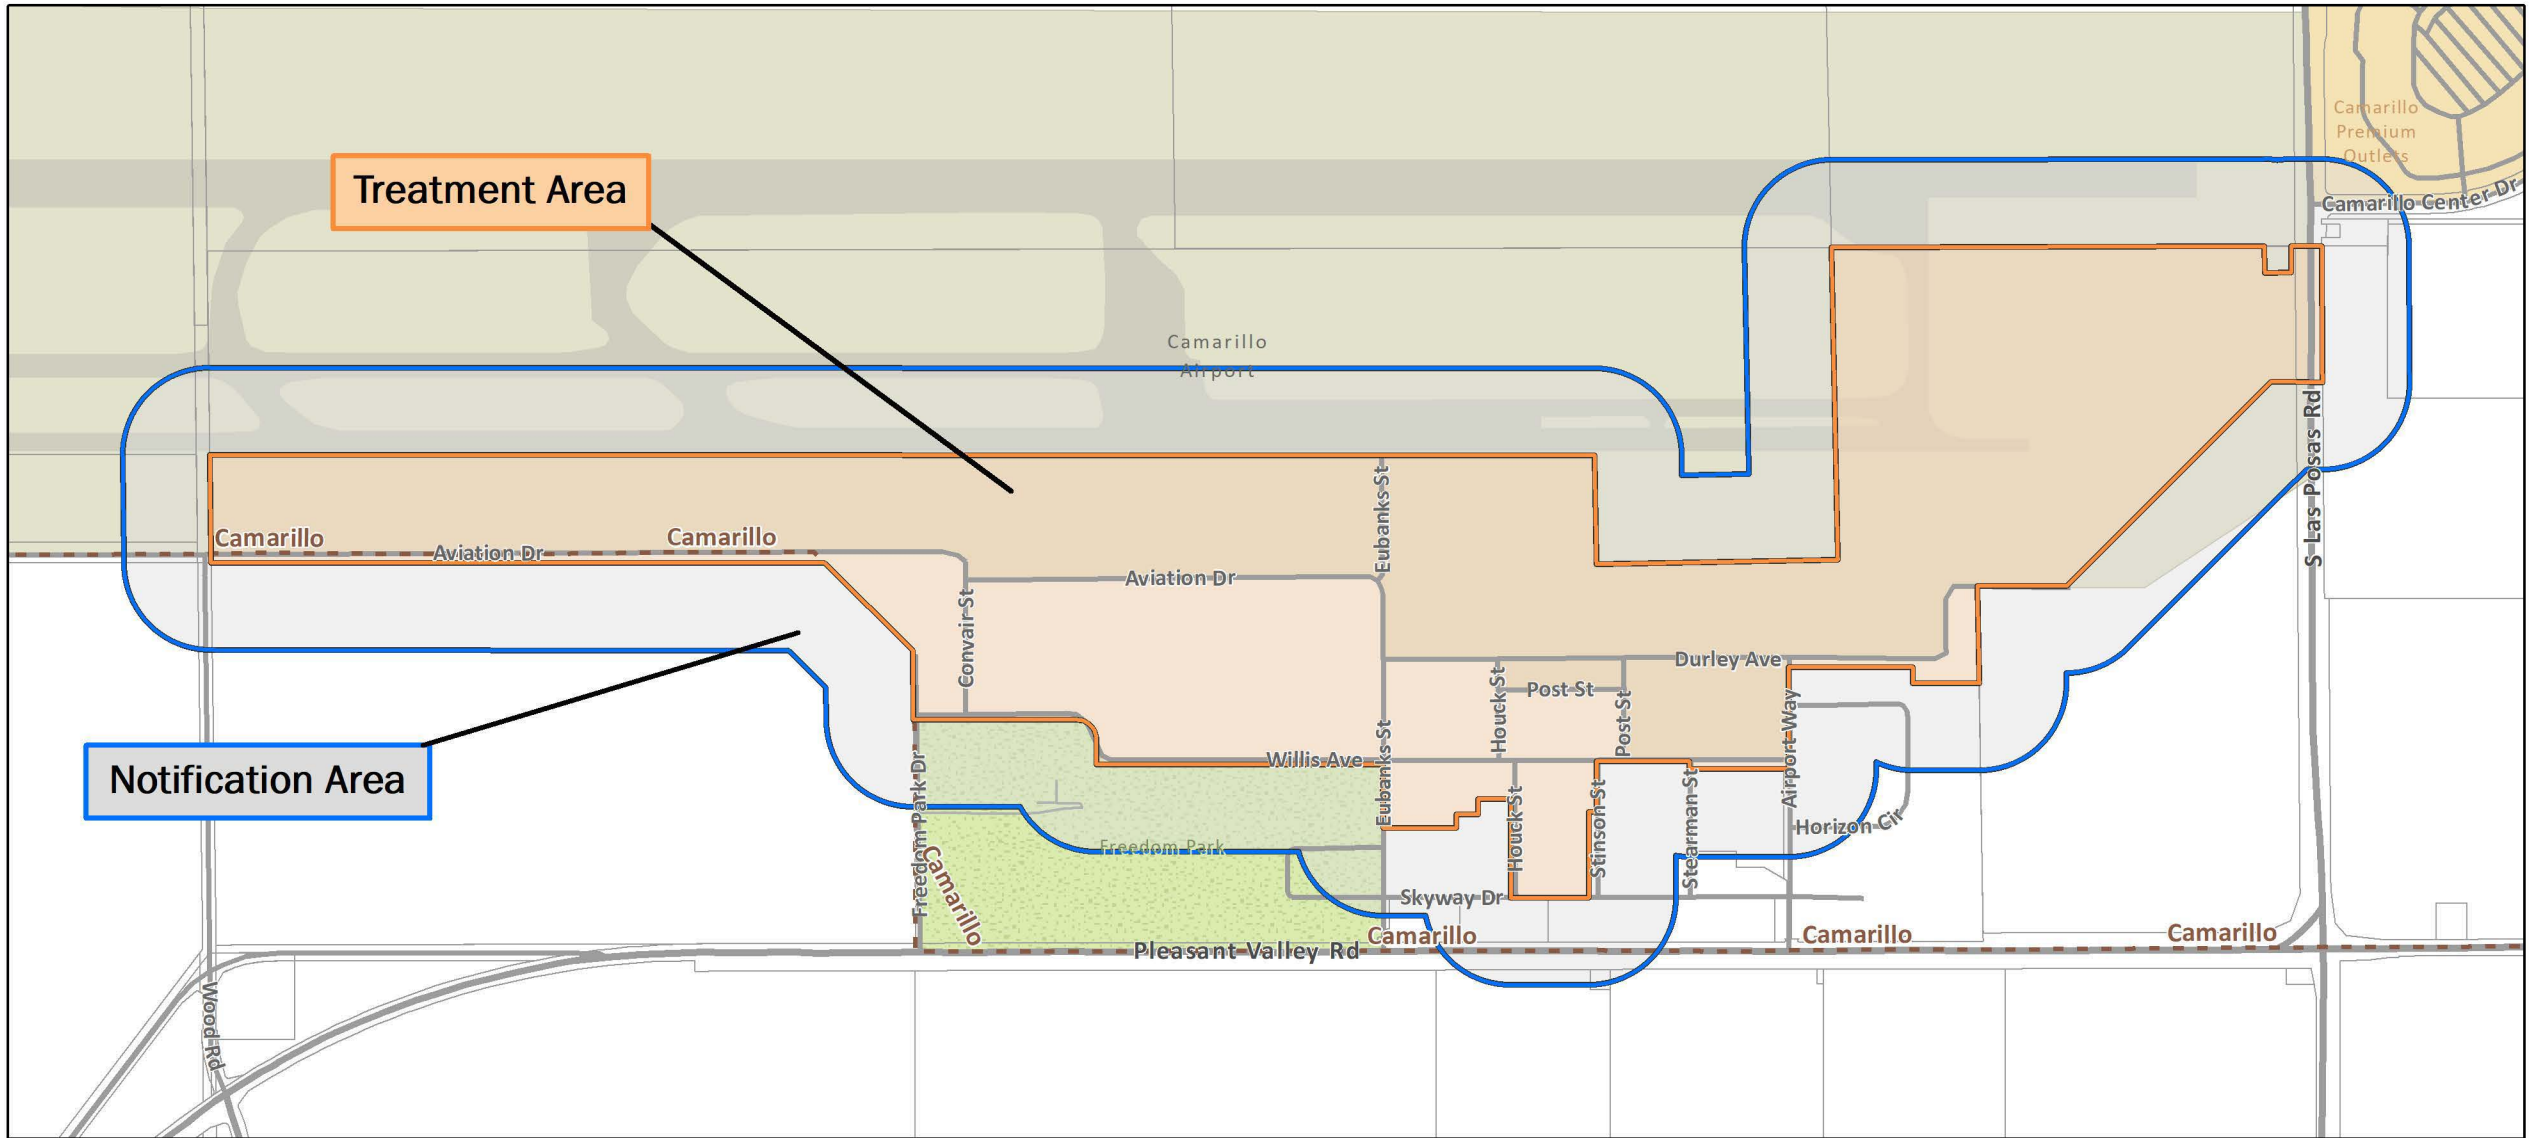 Camarillo
Premium
Outlets
Treatment Area
Camarillo Center Dr
Camarillo
Airport
S Las Posas Rd
Eubanks St
Camarillo
Camarillo
Aviation Dr
Aviation Dr
Convair St
Durley Ave
Houck St
Post St
Post St
Airport Way
Willis Ave
Eubanks St
Notification Area
Freedom Park Dr
Houck St
Stinson St
Stearman St
Horizon Cir
Freedom Park
Camarillo
Skyway Dr
Camarillo
Camarillo
Camarillo
Pleasant Valley Rd
Wood Rd